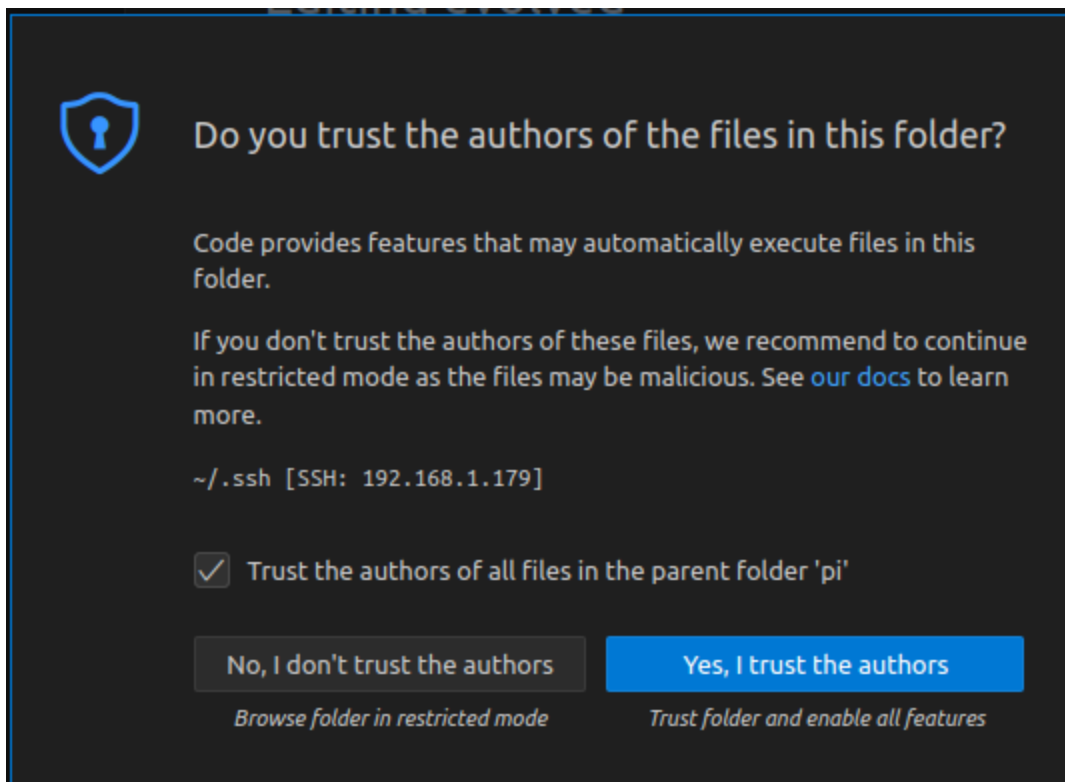 Editing evolved
Do you trust the authors of the files in this folder?
Code provides features that may automatically execute files in this
folder.
If you don't trust the authors of these files, we recommend to continue
in restricted mode as the files may be malicious. See our docs to learn
more.
~/.ssh [SSH: 192.168.1.179]
Trust the authors of all files in the parent folder 'pi'
No, I don't trust the authors
Yes, I trust the authors
Browse folder in restricted mode
Trust folder and enable all features